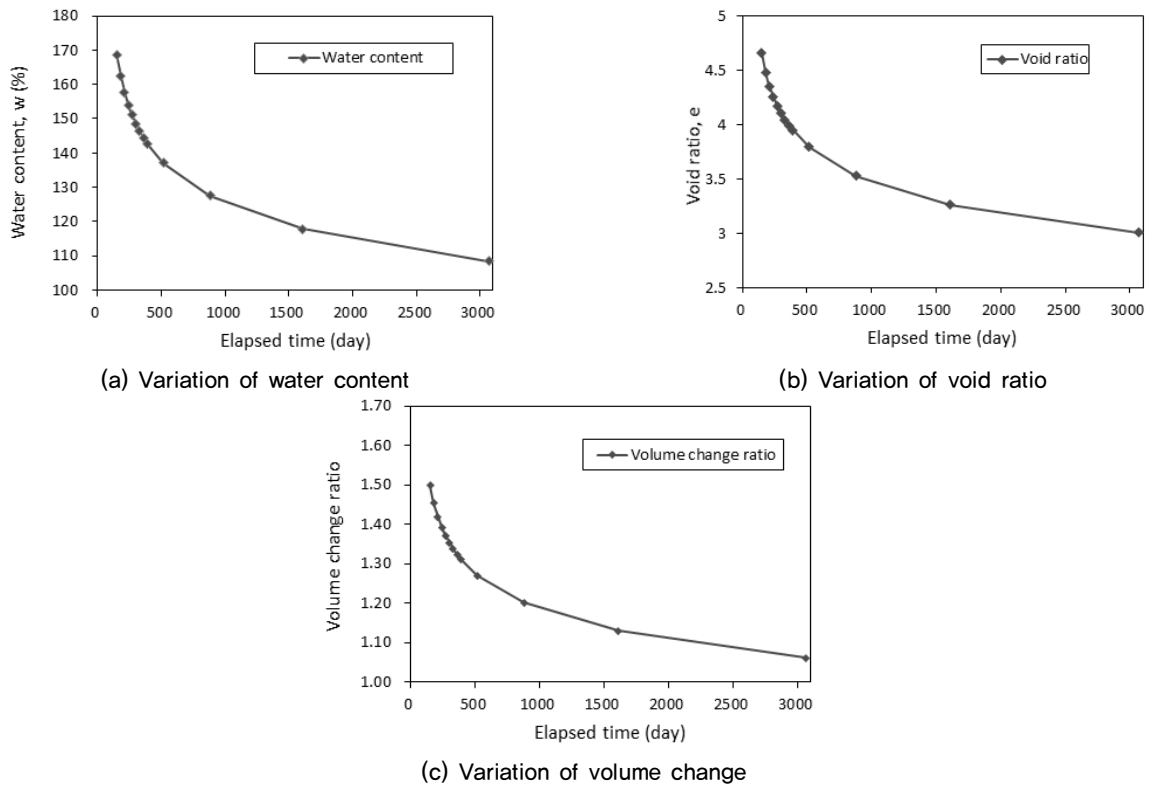 180
170
160
150
140
130
120
110
100
Water content, w (%)
Water content
0 500 1000 1500 2000 2500 3000
Elapsed time (day)
(a) Variation of water content
5
4.5
4
3.5
3
2.5
Void ratio, e
Void ratio
0 500 1000 1500 2000 2500 3000
Elapsed time (day)
(b) Variation of void ratio
1.70
1.60
1.50
1.40
1.30
1.20
1.10
1.00
Volume change ratio
Volume change ratio
0 500 1000 1500 2000 2500 3000
Elapsed time (day)
(c) Variation of volume change